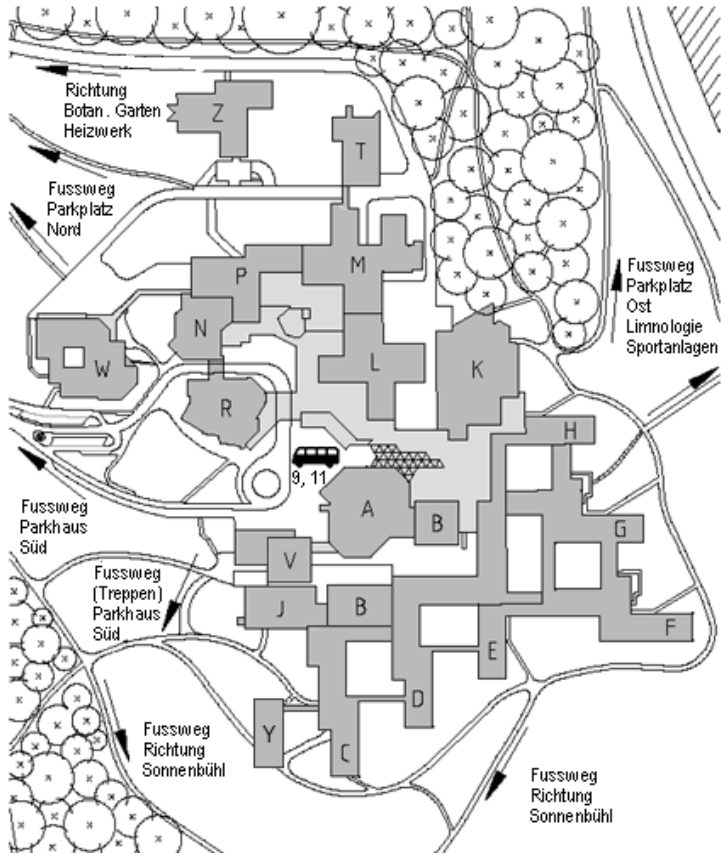 Richtung
Botan . Garten
Heizwerk
Z
T
Fussweg
Parkplatz
Nord
P
M
Fussweg
Parkplatz
Ost
Limnologie
Sportanlagen
N
W
L
K
R
H
9, 11
A
B
G
Fussweg
Parkhaus
Süd
V
Fussweg
(Treppen)
Parkhaus
Süd
J
B
F
E
D
Y
C
Fussweg
Richtung
Sonnenbühl
Fussweg
Richtung
Sonnenbühl